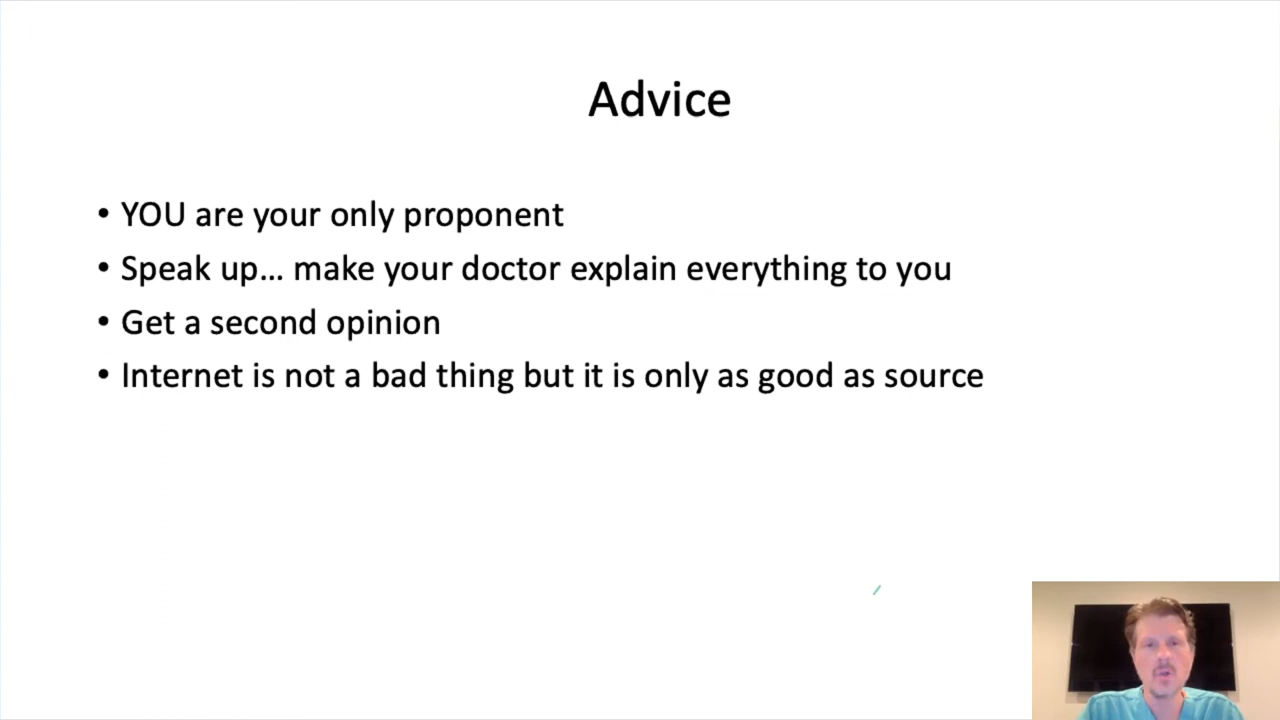 Advice
• YOU are your only proponent
• Speak up... make your doctor explain everything to you
• Get a second opinion
• Internet is not a bad thing but it is only as good as source